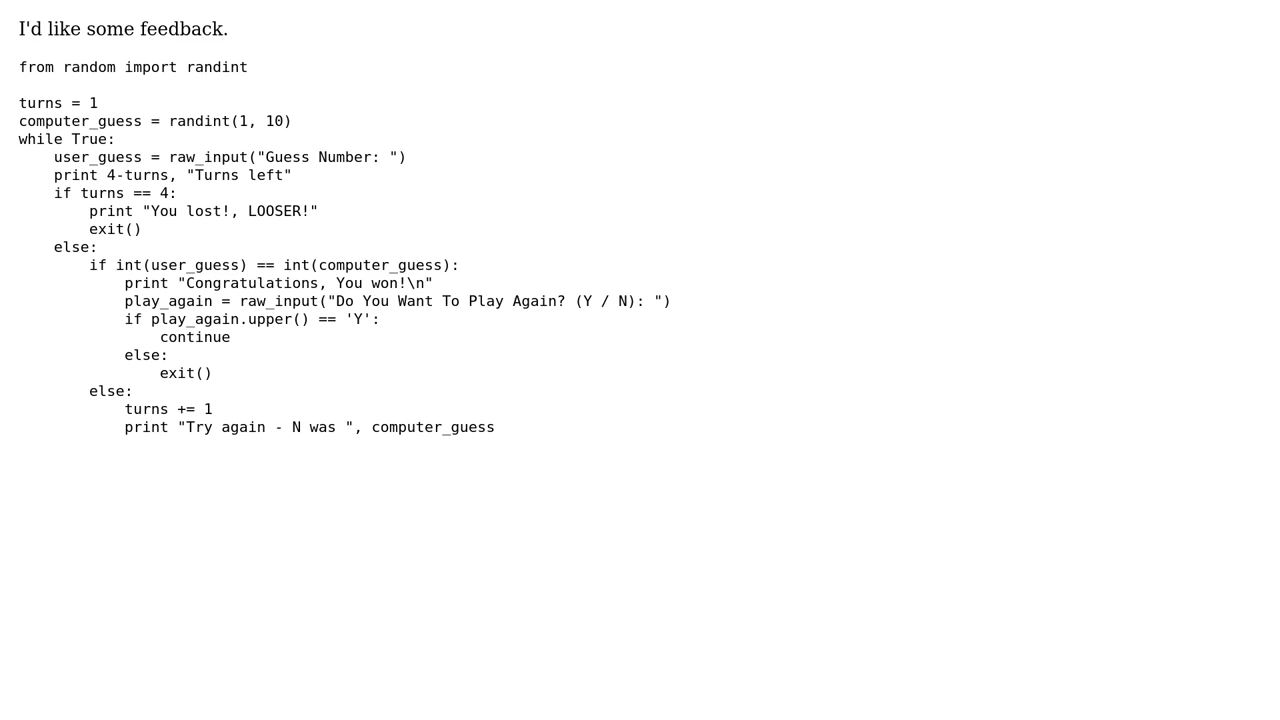 I'd like some feedback.
from random import randint
turns = 1
computer_guess = randint(1, 10)
while True:
    user_guess = raw_input("Guess Number: ")
    print 4-turns, "Turns left"
    if turns == 4:
        print "You lost!, LOOSER!"
        exit()
    else:
        if int(user_guess) == int(computer_guess):
            print "Congratulations, You won!\n"
            play_again = raw_input("Do You Want To Play Again? (Y / N): ")
            if play_again.upper() == 'Y':
                continue
            else:
                exit()
        else:
            turns += 1
            print "Try again - N was ", computer_guess